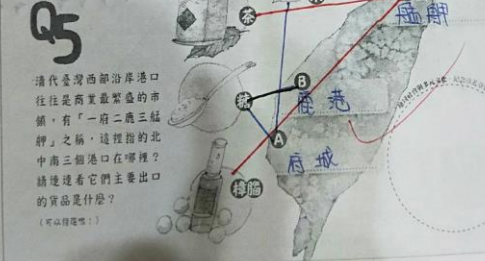 Q5
清代臺灣西部沿岸港口
往往是商業最繁盛的市
鎮，有「一府二鹿三艋
舺」之稱，這裡指的北
中南三個港口在哪裡？
請連連看它們主要出口
的貨品是什麼？
（可以複選唷！）
茶
糖
樟腦
艋舺
B
鹿港
A
府城